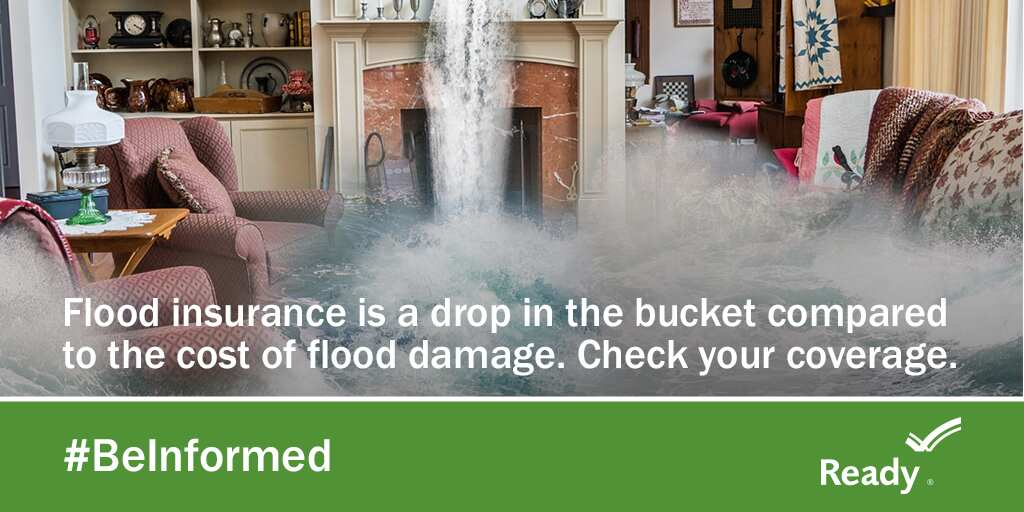 Flood insurance is a drop in the bucket compared
to the cost of flood damage. Check your coverage.
#BeInformed
Ready®